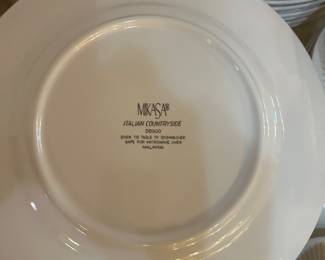 MIKASA®
ITALIAN COUNTRYSIDE
DD900
OVEN TO TABLE TO DISHWASHER
SAFE FOR MICROWAVE OVEN
MALAYSIA